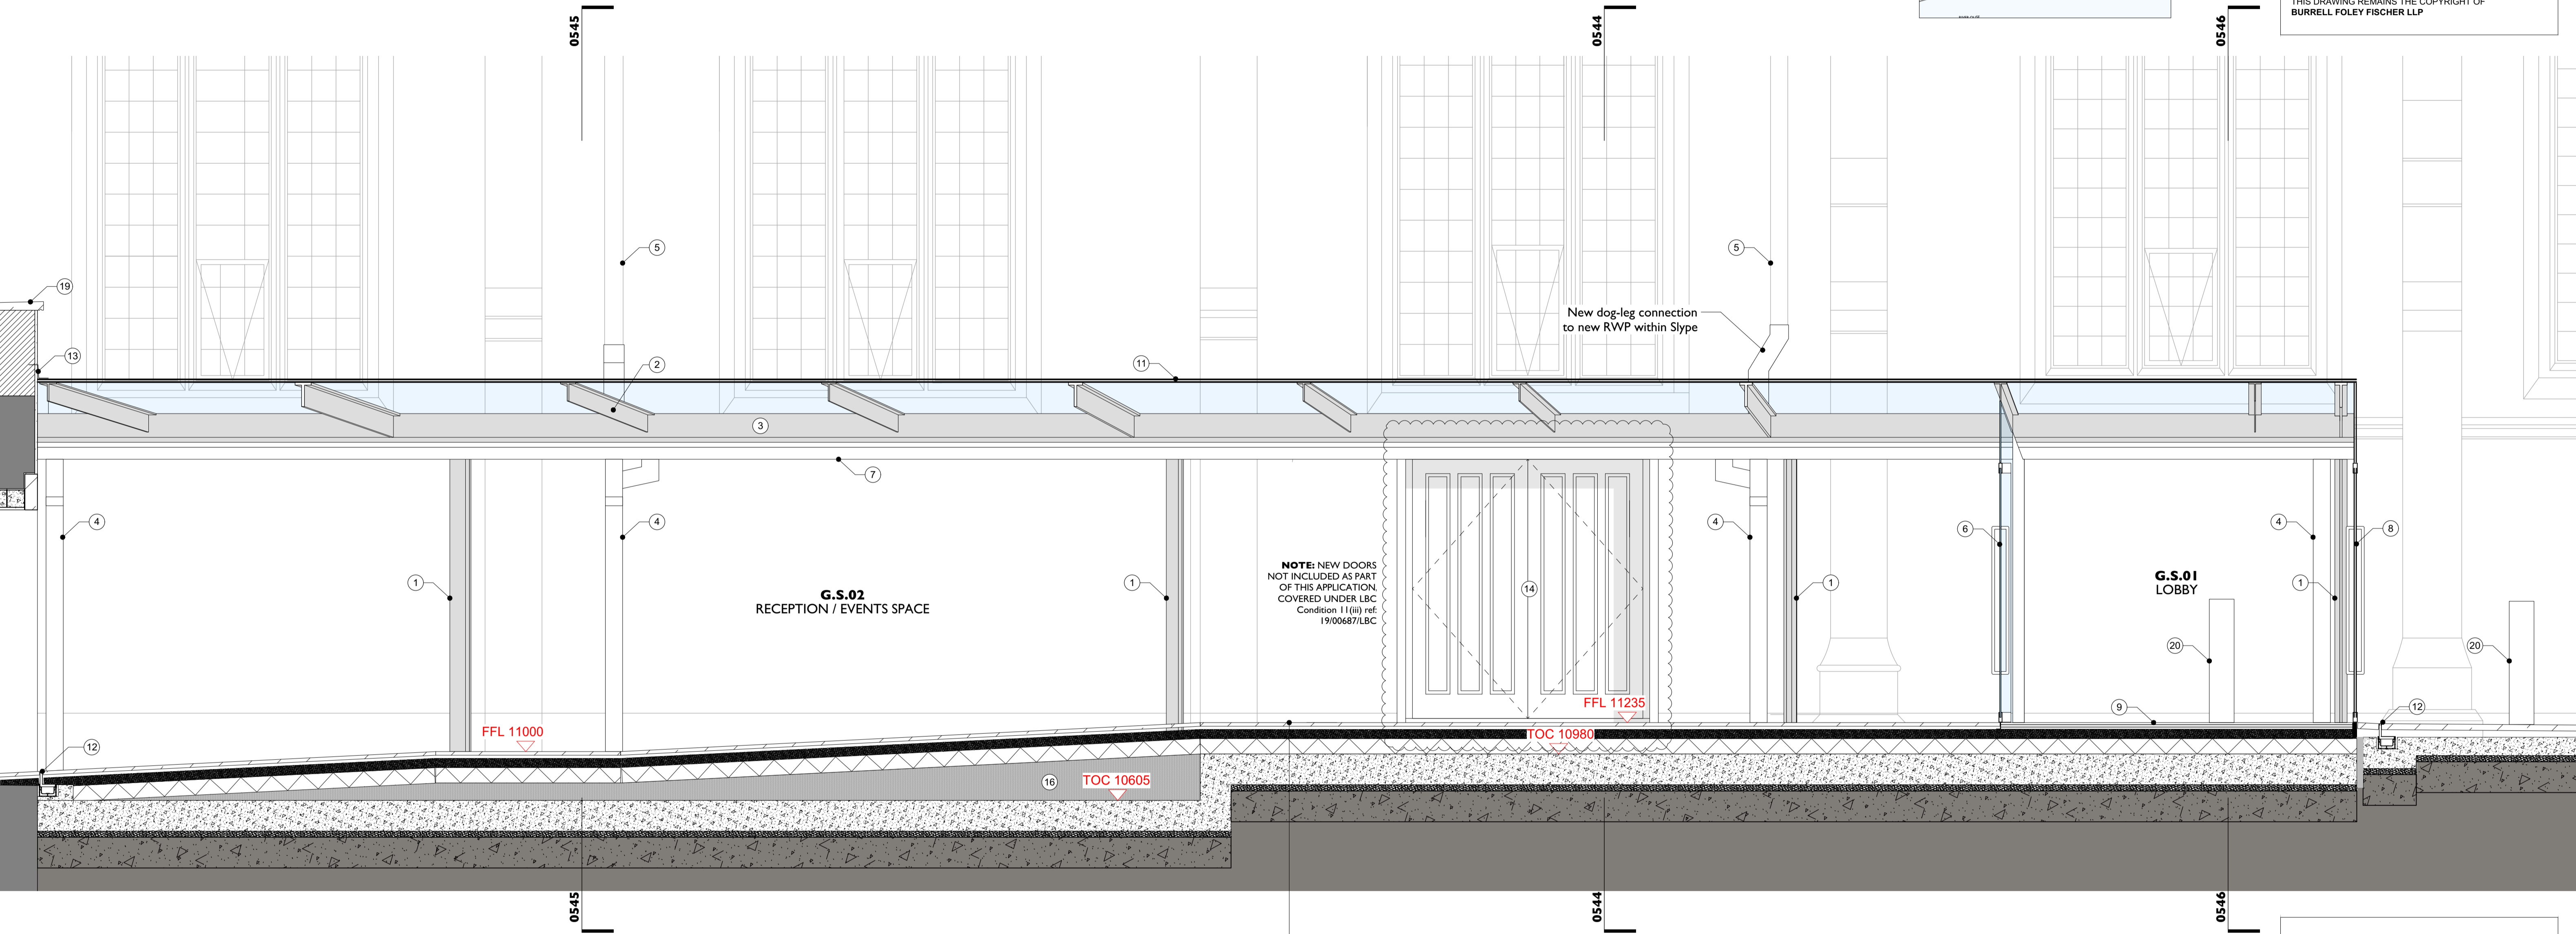 THIS DRAWING REMAINS THE COPYRIGHT OF
BURRELL FOLEY FISCHER LLP
0545
0544
0546
5
5
19
New dog-leg connection
to new RWP within Slype
13
2
11
3
7
4
4
4
6
4
8
1
1
NOTE: NEW DOORS
NOT INCLUDED AS PART
OF THIS APPLICATION.
COVERED UNDER LBC
Condition 11(iii) ref:
19/00687/LBC
14
1
1
G.S.02
RECEPTION / EVENTS SPACE
G.S.01
LOBBY
20
20
FFL 11000
FFL 11235
9
12
12
TOC 10980
16
TOC 10605
0545
0544
0546